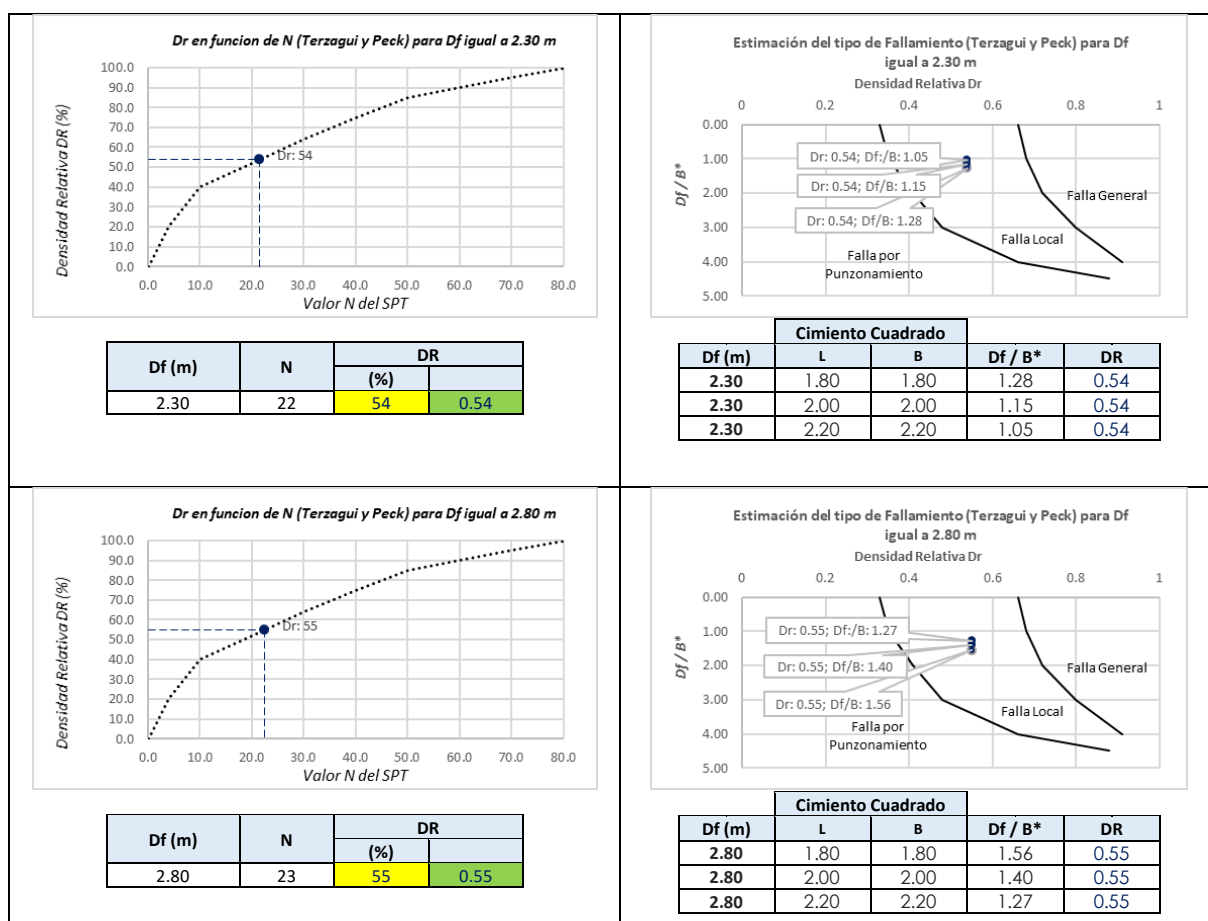 Dr en funcion de N (Terzagui y Peck) para Df igual a 2.30 m
Densidad Relativa DR (%)
100.0
90.0
80.0
70.0
60.0
50.0
40.0
30.0
20.0
10.0
0.0
Dr: 54
0.0 10.0 20.0 30.0 40.0 50.0 60.0 70.0 80.0
Valor N del SPT
Df (m) N DR
(%)
2.30 22 54 0.54
Estimación del tipo de Fallamiento (Terzagui y Peck) para Df
igual a 2.30 m
Densidad Relativa Dr
0 0.2 0.4 0.6 0.8 1
Df / B*
0.00
1.00
2.00
3.00
4.00
5.00
Dr: 0.54; Df:/B: 1.05
Dr: 0.54; Df/B: 1.15
Dr: 0.54; Df/B: 1.28
Falla General
Falla Local
Falla por
Punzonamiento
Cimiento Cuadrado
Df (m) L B Df / B* DR
2.30 1.80 1.80 1.28 0.54
2.30 2.00 2.00 1.15 0.54
2.30 2.20 2.20 1.05 0.54
Dr en funcion de N (Terzagui y Peck) para Df igual a 2.80 m
Densidad Relativa DR (%)
100.0
90.0
80.0
70.0
60.0
50.0
40.0
30.0
20.0
10.0
0.0
Dr: 55
0.0 10.0 20.0 30.0 40.0 50.0 60.0 70.0 80.0
Valor N del SPT
Df (m) N DR
(%)
2.80 23 55 0.55
Estimación del tipo de Fallamiento (Terzagui y Peck) para Df
igual a 2.80 m
Densidad Relativa Dr
0 0.2 0.4 0.6 0.8 1
Df / B*
0.00
1.00
2.00
3.00
4.00
5.00
Dr: 0.55; Df:/B: 1.27
Dr: 0.55; Df/B: 1.40
Dr: 0.55; Df/B: 1.56
Falla General
Falla Local
Falla por
Punzonamiento
Cimiento Cuadrado
Df (m) L B Df / B* DR
2.80 1.80 1.80 1.56 0.55
2.80 2.00 2.00 1.40 0.55
2.80 2.20 2.20 1.27 0.55